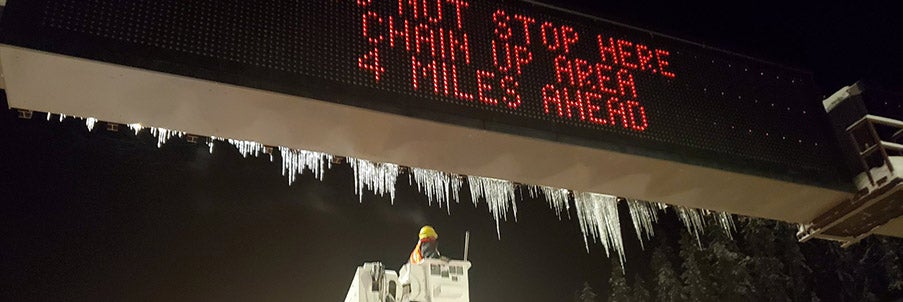 NOT STOP HERE
CHAIN UP AREA
4 MILES AHEAD